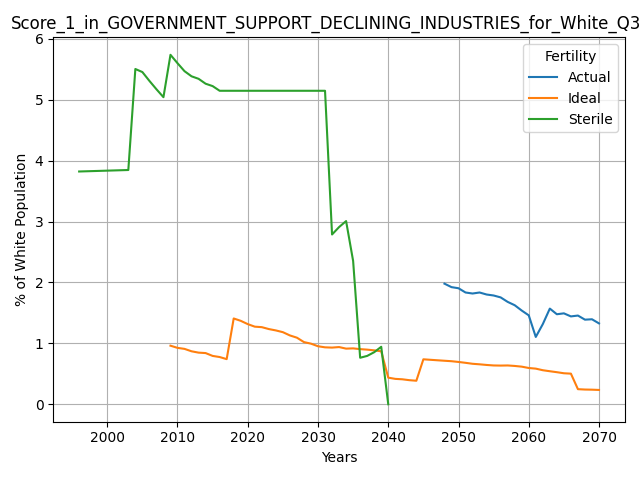 Score_1_in_GOVERNMENT_SUPPORT_DECLINING_INDUSTRIES_for_White_Q3
Fertility
Actual
Ideal
Sterile
% of White Population
6
5
4
3
2
1
0
2000 2010 2020 2030 2040 2050 2060 2070
Years